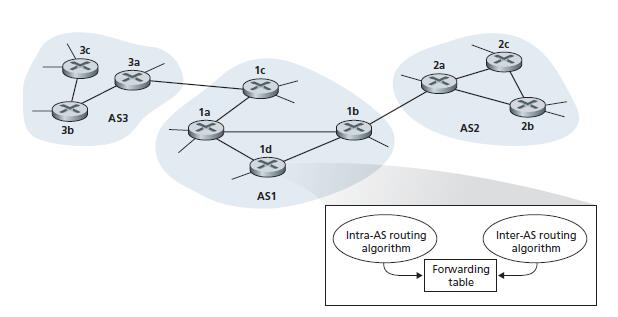 3c
3a
3b
AS3
1c
1a
1b
1d
AS1
2c
2a
2b
AS2
Intra-AS routing
algorithm
Inter-AS routing
algorithm
Forwarding
table